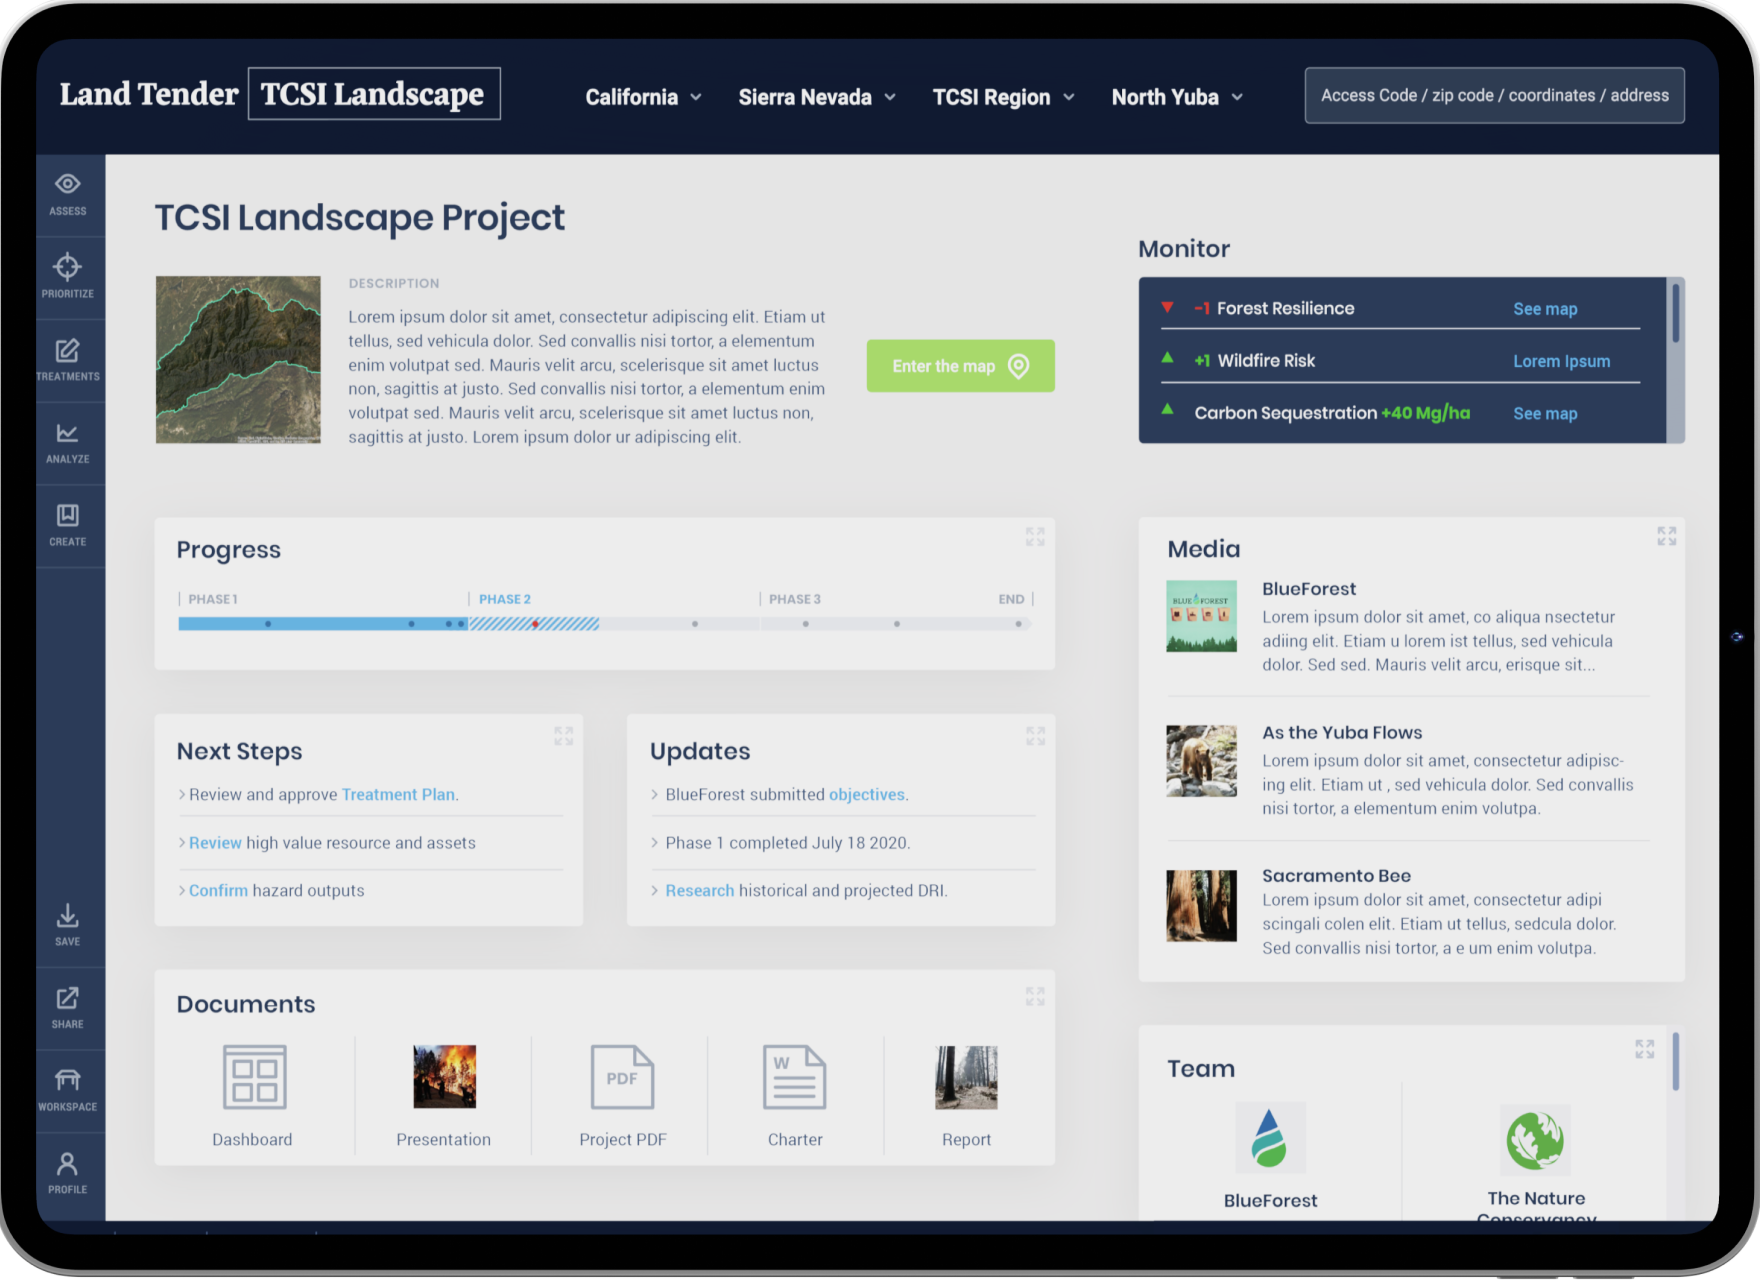 Land Tender TCSI Landscape
California
Sierra Nevada
TCSI Region
North Yuba
Access Code / zip code / coordinates / address
ASSESS
PRIORITIZE
TREATMENTS
ANALYZE
CREATE
SAVE
SHARE
WORKSPACE
PROFILE
TCSI Landscape Project
DESCRIPTION
Lorem ipsum dolor sit amet, consectetur adipiscing elit. Etiam ut
tellus, sed vehicula dolor. Sed convallis nisi tortor, a elementum
enim volutpat sed. Mauris velit arcu, scelerisque sit amet luctus
non, sagittis at justo. Sed convallis nisi tortor, a elementum enim
volutpat sed. Mauris velit arcu, scelerisque sit amet luctus non,
sagittis at justo. Lorem ipsum dolor ur adipiscing elit.
Enter the map
Monitor
-1 Forest Resilience See map
+1 Wildfire Risk Lorem Ipsum
Carbon Sequestration +40 Mg/ha See map
Progress
PHASE 1
PHASE 2
PHASE 3
END
Next Steps
Review and approve Treatment Plan.
Review high value resource and assets
Confirm hazard outputs
Updates
BlueForest submitted objectives.
Phase 1 completed July 18 2020.
Research historical and projected DRI.
Documents
Dashboard
Presentation
PDF
Project PDF
W
Charter
Report
Media
BLUE FOREST
BlueForest
Lorem ipsum dolor sit amet, co aliqua nsectetur
adiing elit. Etiam u lorem ist tellus, sed vehicula
dolor. Sed sed. Mauris velit arcu, erisque sit...
As the Yuba Flows
Lorem ipsum dolor sit amet, consectetur adipisc-
ing elit. Etiam ut , sed vehicula dolor. Sed convallis
nisi tortor, a elementum enim volutpa.
Sacramento Bee
Lorem ipsum dolor sit amet, consectetur adipi
scingali colen elit. Etiam ut tellus, sedcula dolor.
Sed convallis nisi tortor, a e um enim volutpa.
Team
BlueForest
The Nature
Conservancy